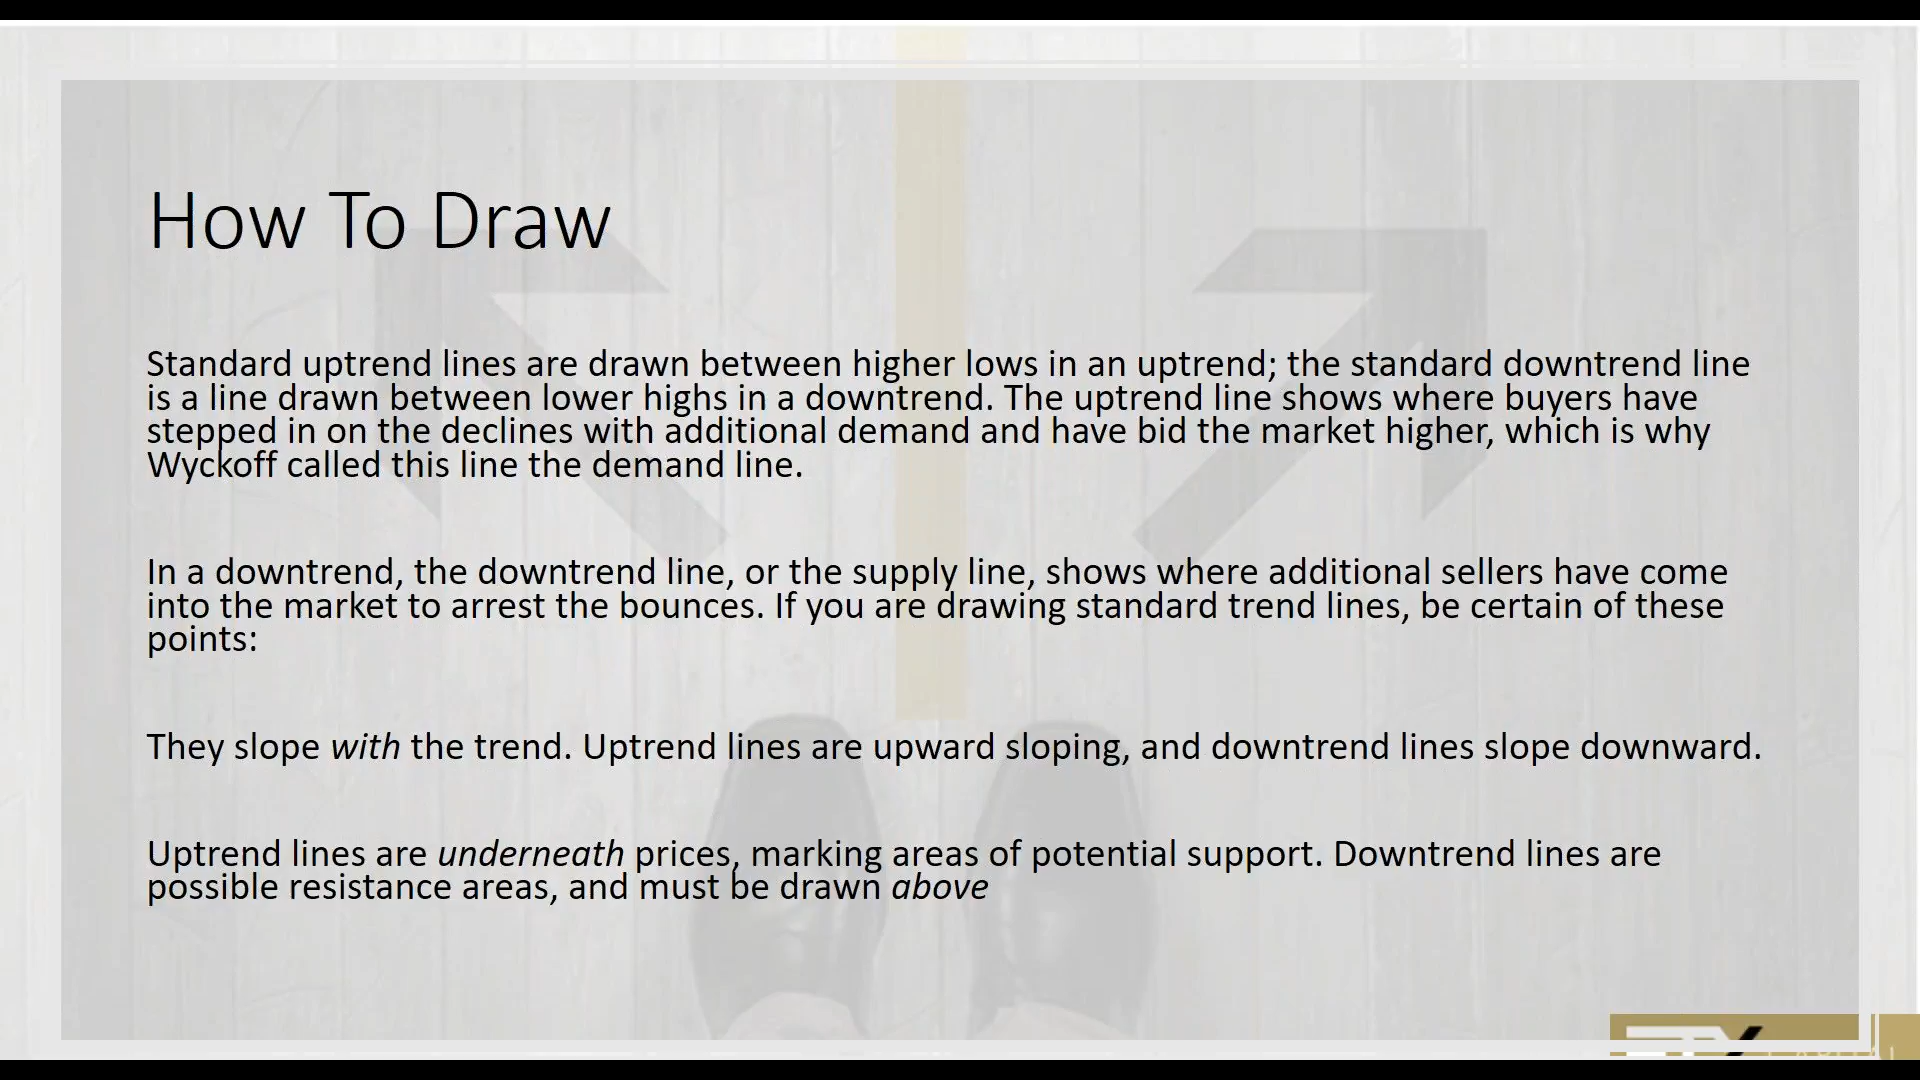 How To Draw
Standard uptrend lines are drawn between higher lows in an uptrend; the standard downtrend line
is a line drawn between lower highs in a downtrend. The uptrend line shows where buyers have
stepped in on the declines with additional demand and have bid the market higher, which is why
Wyckoff called this line the demand line.
In a downtrend, the downtrend line, or the supply line, shows where additional sellers have come
into the market to arrest the bounces. If you are drawing standard trend lines, be certain of these
points:
They slope with the trend. Uptrend lines are upward sloping, and downtrend lines slope downward.
Uptrend lines are underneath prices, marking areas of potential support. Downtrend lines are
possible resistance areas, and must be drawn above